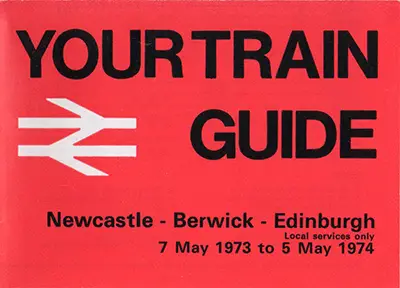 YOUR TRAIN
GUIDE
Newcastle - Berwick - Edinburgh
Local services only
7 May 1973 to 5 May 1974